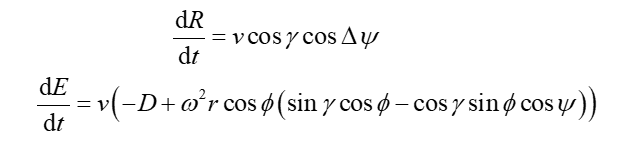 dR/dt = v cos γ cos Δψ
dE/dt = v(−D + ω²r cos ϕ(sin γ cos ϕ − cos γ sin ϕ cos ψ))